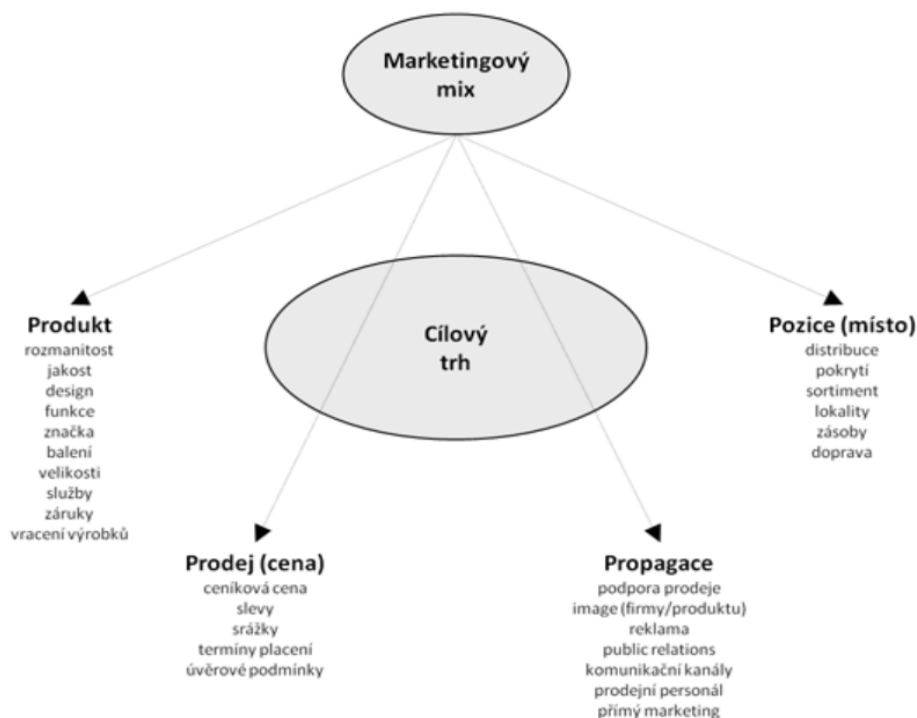 Marketingový
mix
Cílový
trh
Produkt
rozmanitost
jakost
design
funkce
značka
balení
velikosti
služby
záruky
vracení výrobků
Pozice (místo)
distribuce
pokrytí
sortiment
lokality
zásoby
doprava
Prodej (cena)
ceníková cena
slevy
srážky
termíny placení
úvěrové podmínky
Propagace
podpora prodeje
image (firmy/produktu)
reklama
public relations
komunikační kanály
prodejní personál
přímý marketing